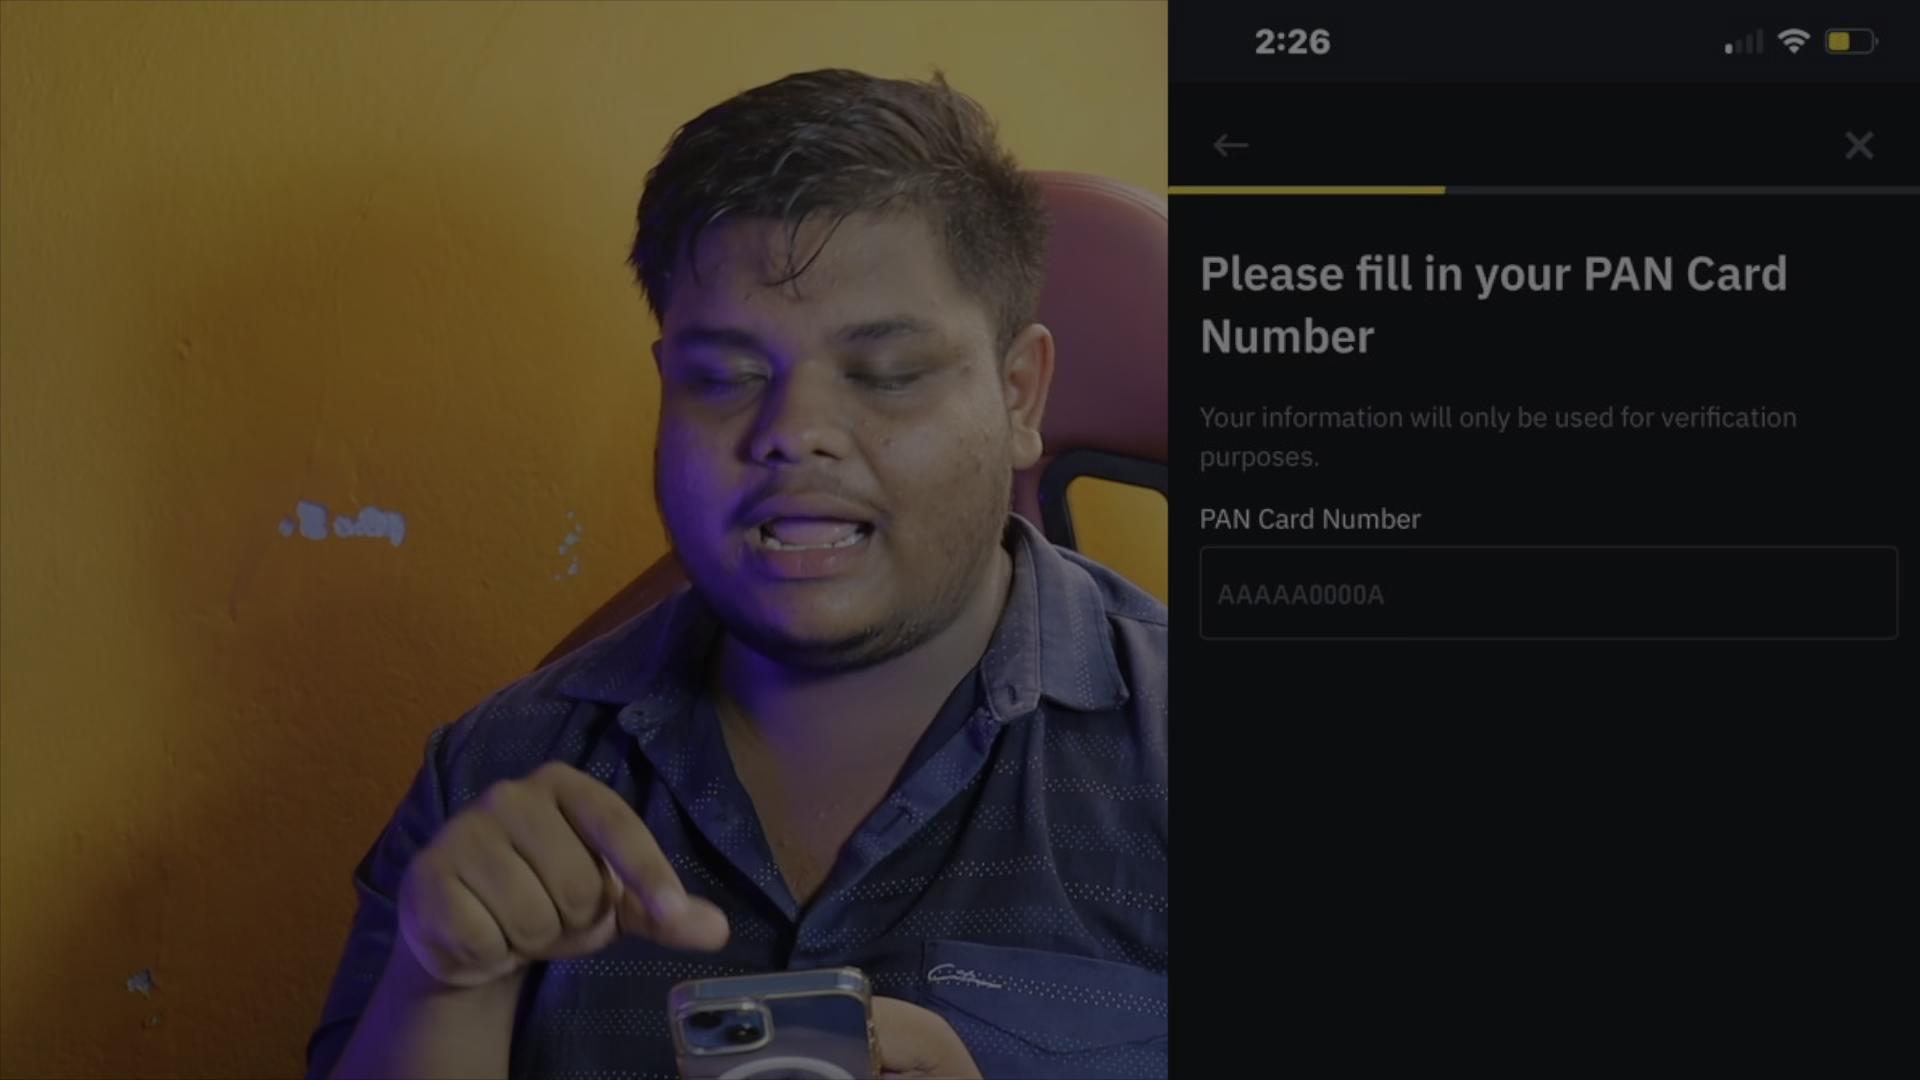 2:26
Please fill in your PAN Card
Number
Your information will only be used for verification
purposes.
PAN Card Number
AAAAA0000A